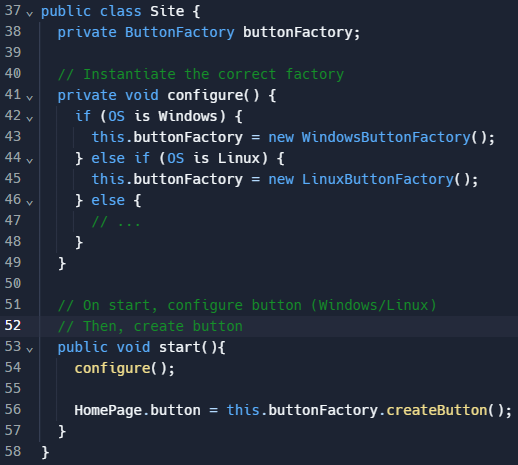 37 public class Site {
38   private ButtonFactory buttonFactory;
39
40   // Instantiate the correct factory
41   private void configure() {
42     if (OS is Windows) {
43       this.buttonFactory = new WindowsButtonFactory();
44     } else if (OS is Linux) {
45       this.buttonFactory = new LinuxButtonFactory();
46     } else {
47       // ...
48     }
49   }
50
51   // On start, configure button (Windows/Linux)
52   // Then, create button
53   public void start(){
54     configure();
55
56     HomePage.button = this.buttonFactory.createButton();
57   }
58 }